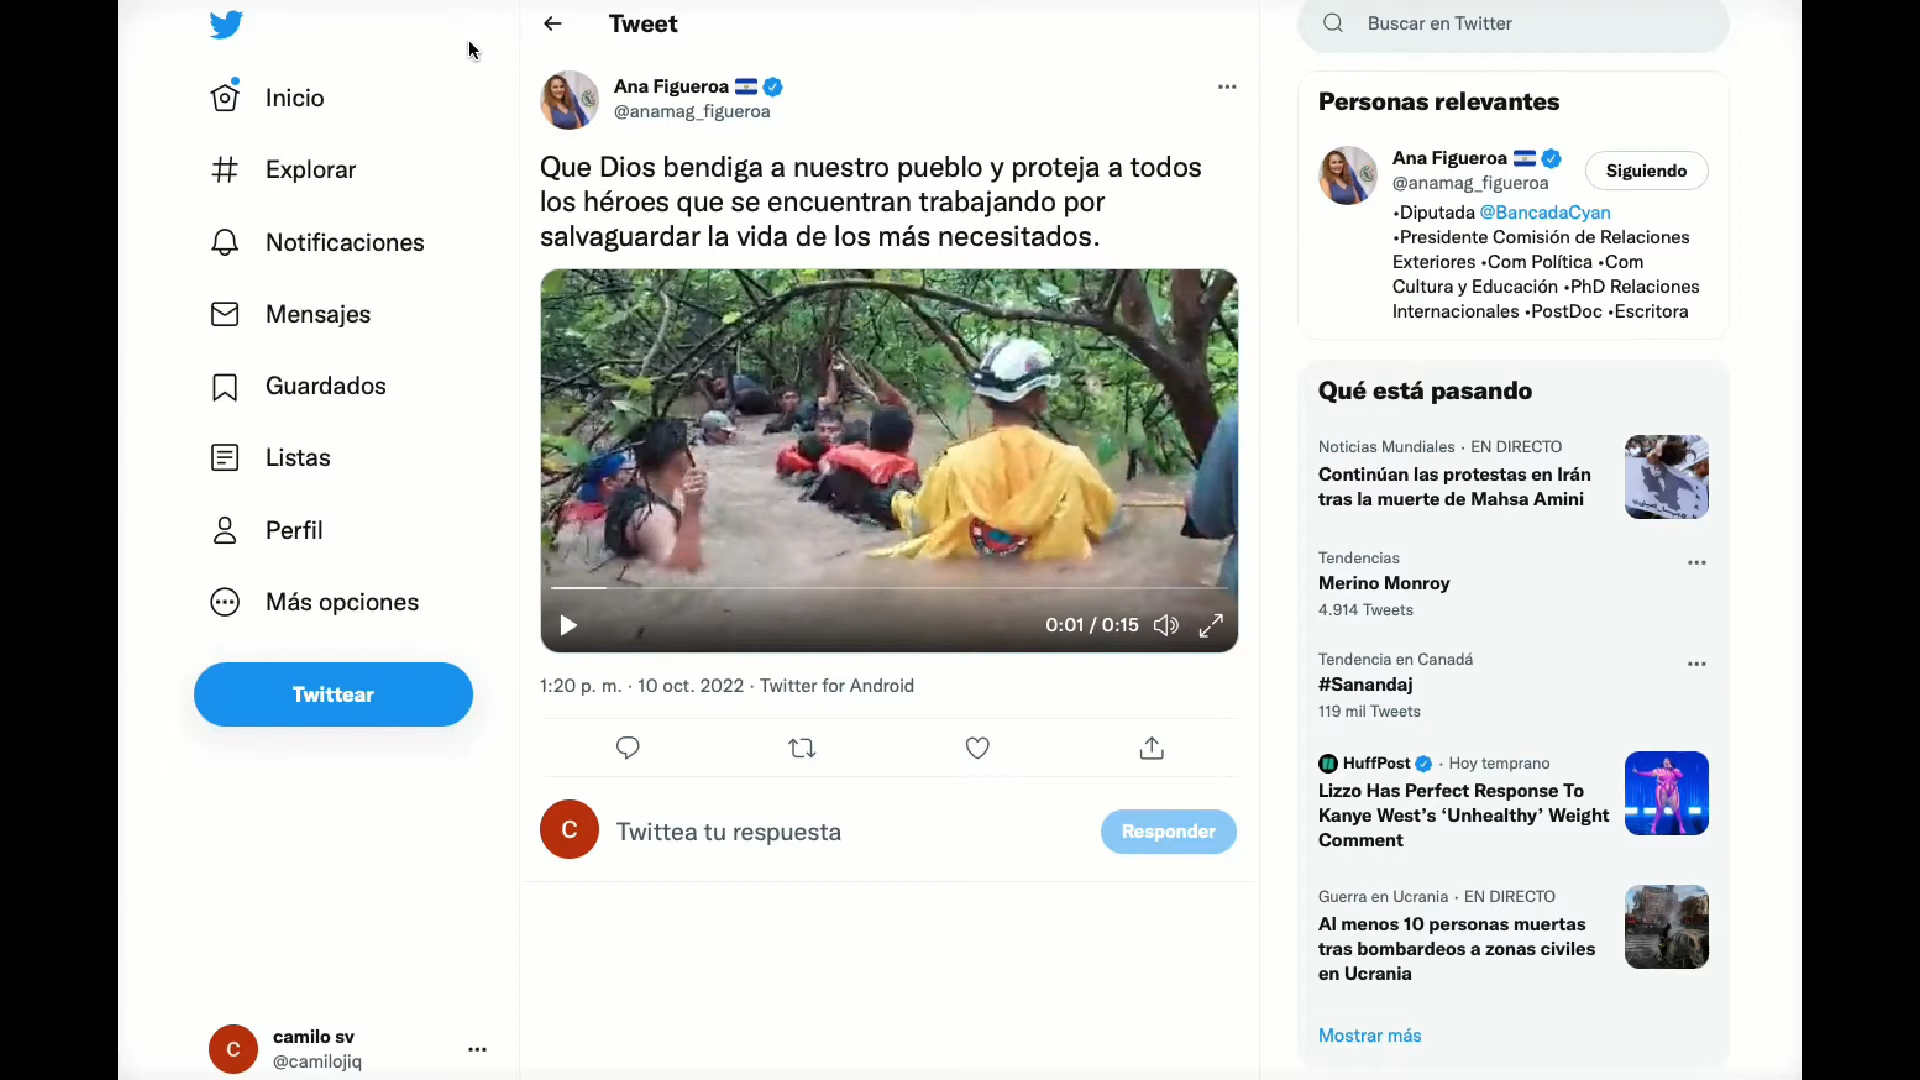 Inicio
Explorar
Notificaciones
Mensajes
Guardados
Listas
Perfil
Más opciones
Twittear
C
camilo sv
@camilojiq
Tweet
Ana Figueroa
@anamag_figueroa
Que Dios bendiga a nuestro pueblo y proteja a todos
los héroes que se encuentran trabajando por
salvaguardar la vida de los más necesitados.
0:01 / 0:15
1:20 p. m. · 10 oct. 2022 · Twitter for Android
C
Twittea tu respuesta
Responder
Buscar en Twitter
Personas relevantes
Ana Figueroa
@anamag_figueroa
Siguiendo
•Diputada @BancadaCyan
•Presidente Comisión de Relaciones
Exteriores •Com Política •Com
Cultura y Educación •PhD Relaciones
Internacionales •PostDoc •Escritora
Qué está pasando
Noticias Mundiales · EN DIRECTO
Continúan las protestas en Irán
tras la muerte de Mahsa Amini
Tendencias
Merino Monroy
4.914 Tweets
Tendencia en Canadá
#Sanandaj
119 mil Tweets
HuffPost · Hoy temprano
Lizzo Has Perfect Response To
Kanye West's ‘Unhealthy’ Weight
Comment
Guerra en Ucrania · EN DIRECTO
Al menos 10 personas muertas
tras bombardeos a zonas civiles
en Ucrania
Mostrar más